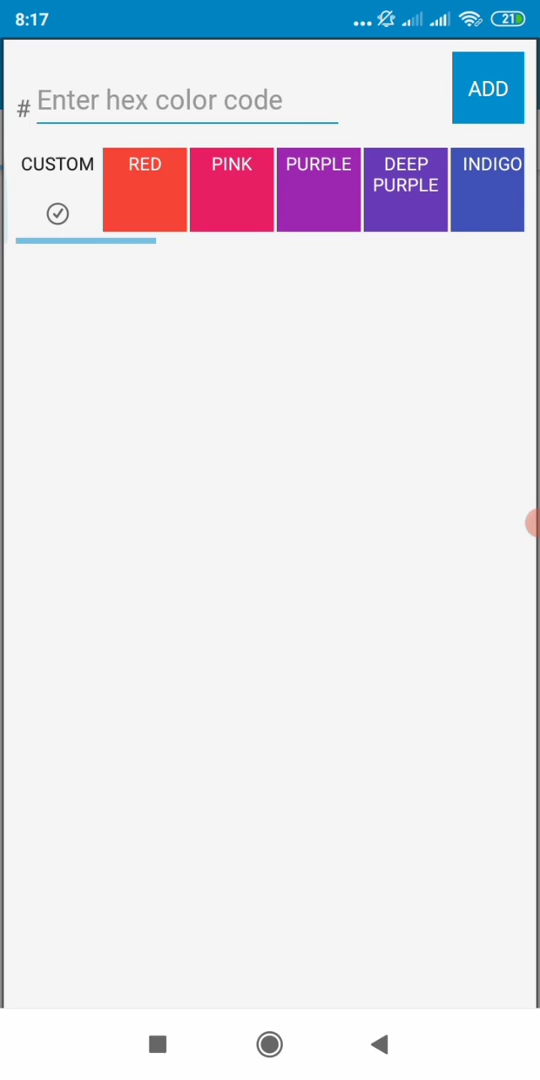 8:17
21
# Enter hex color code
ADD
CUSTOM
RED
PINK
PURPLE
DEEP
PURPLE
INDIGO